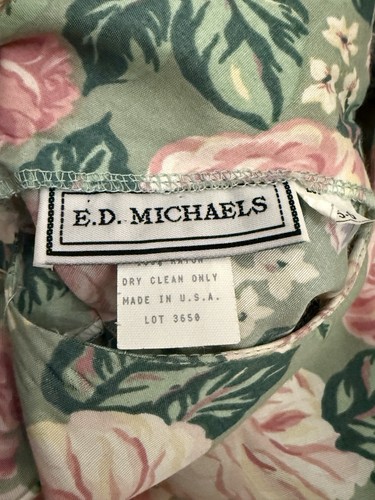 E.D. MICHAELS
DRY CLEAN ONLY
MADE IN U.S.A.
LOT 3650